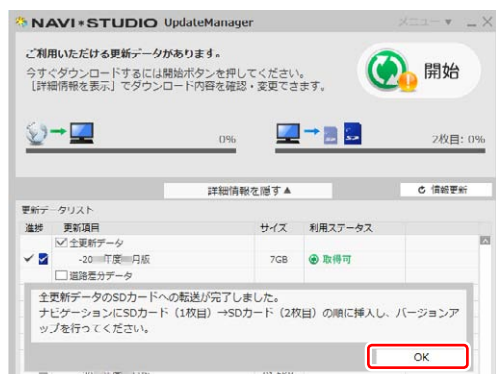 NAVI*STUDIO UpdateManager
メニュー ▼ _ X
ご利用いただける更新データがあります。
今すぐダウンロードするには開始ボタンを押してください。
[詳細情報を表示] でダウンロード内容を確認・変更できます。
開始
0%
2枚目: 0%
詳細情報を隠す▲
情報更新
更新データリスト
進捗 更新項目 サイズ 利用ステータス
全更新データ
-20 年度 月版 7GB 取得可
道路差分データ
全更新データのSDカードへの転送が完了しました。
ナビゲーションにSDカード（1枚目）→SDカード（2枚目）の順に挿入し、バージョンア
ップを行ってください。
OK